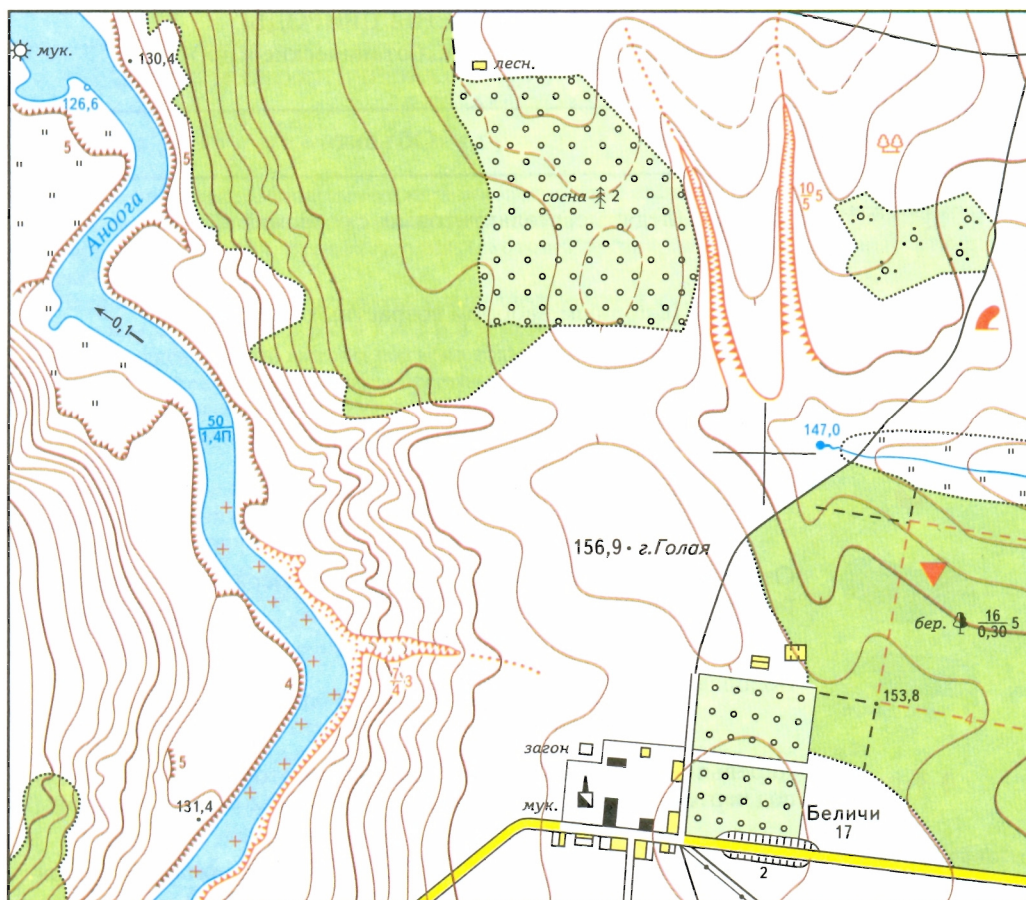 мук.
130,4
лесн.
126,6
5
5
сосна 2
10
5 5
Андога
0,1
50
1,4П
147,0
156,9 · г.Голая
16
бер. 0,30 5
7
4 3
4
153,8
4
загон
5
131,4
мук.
Беличи
17
2